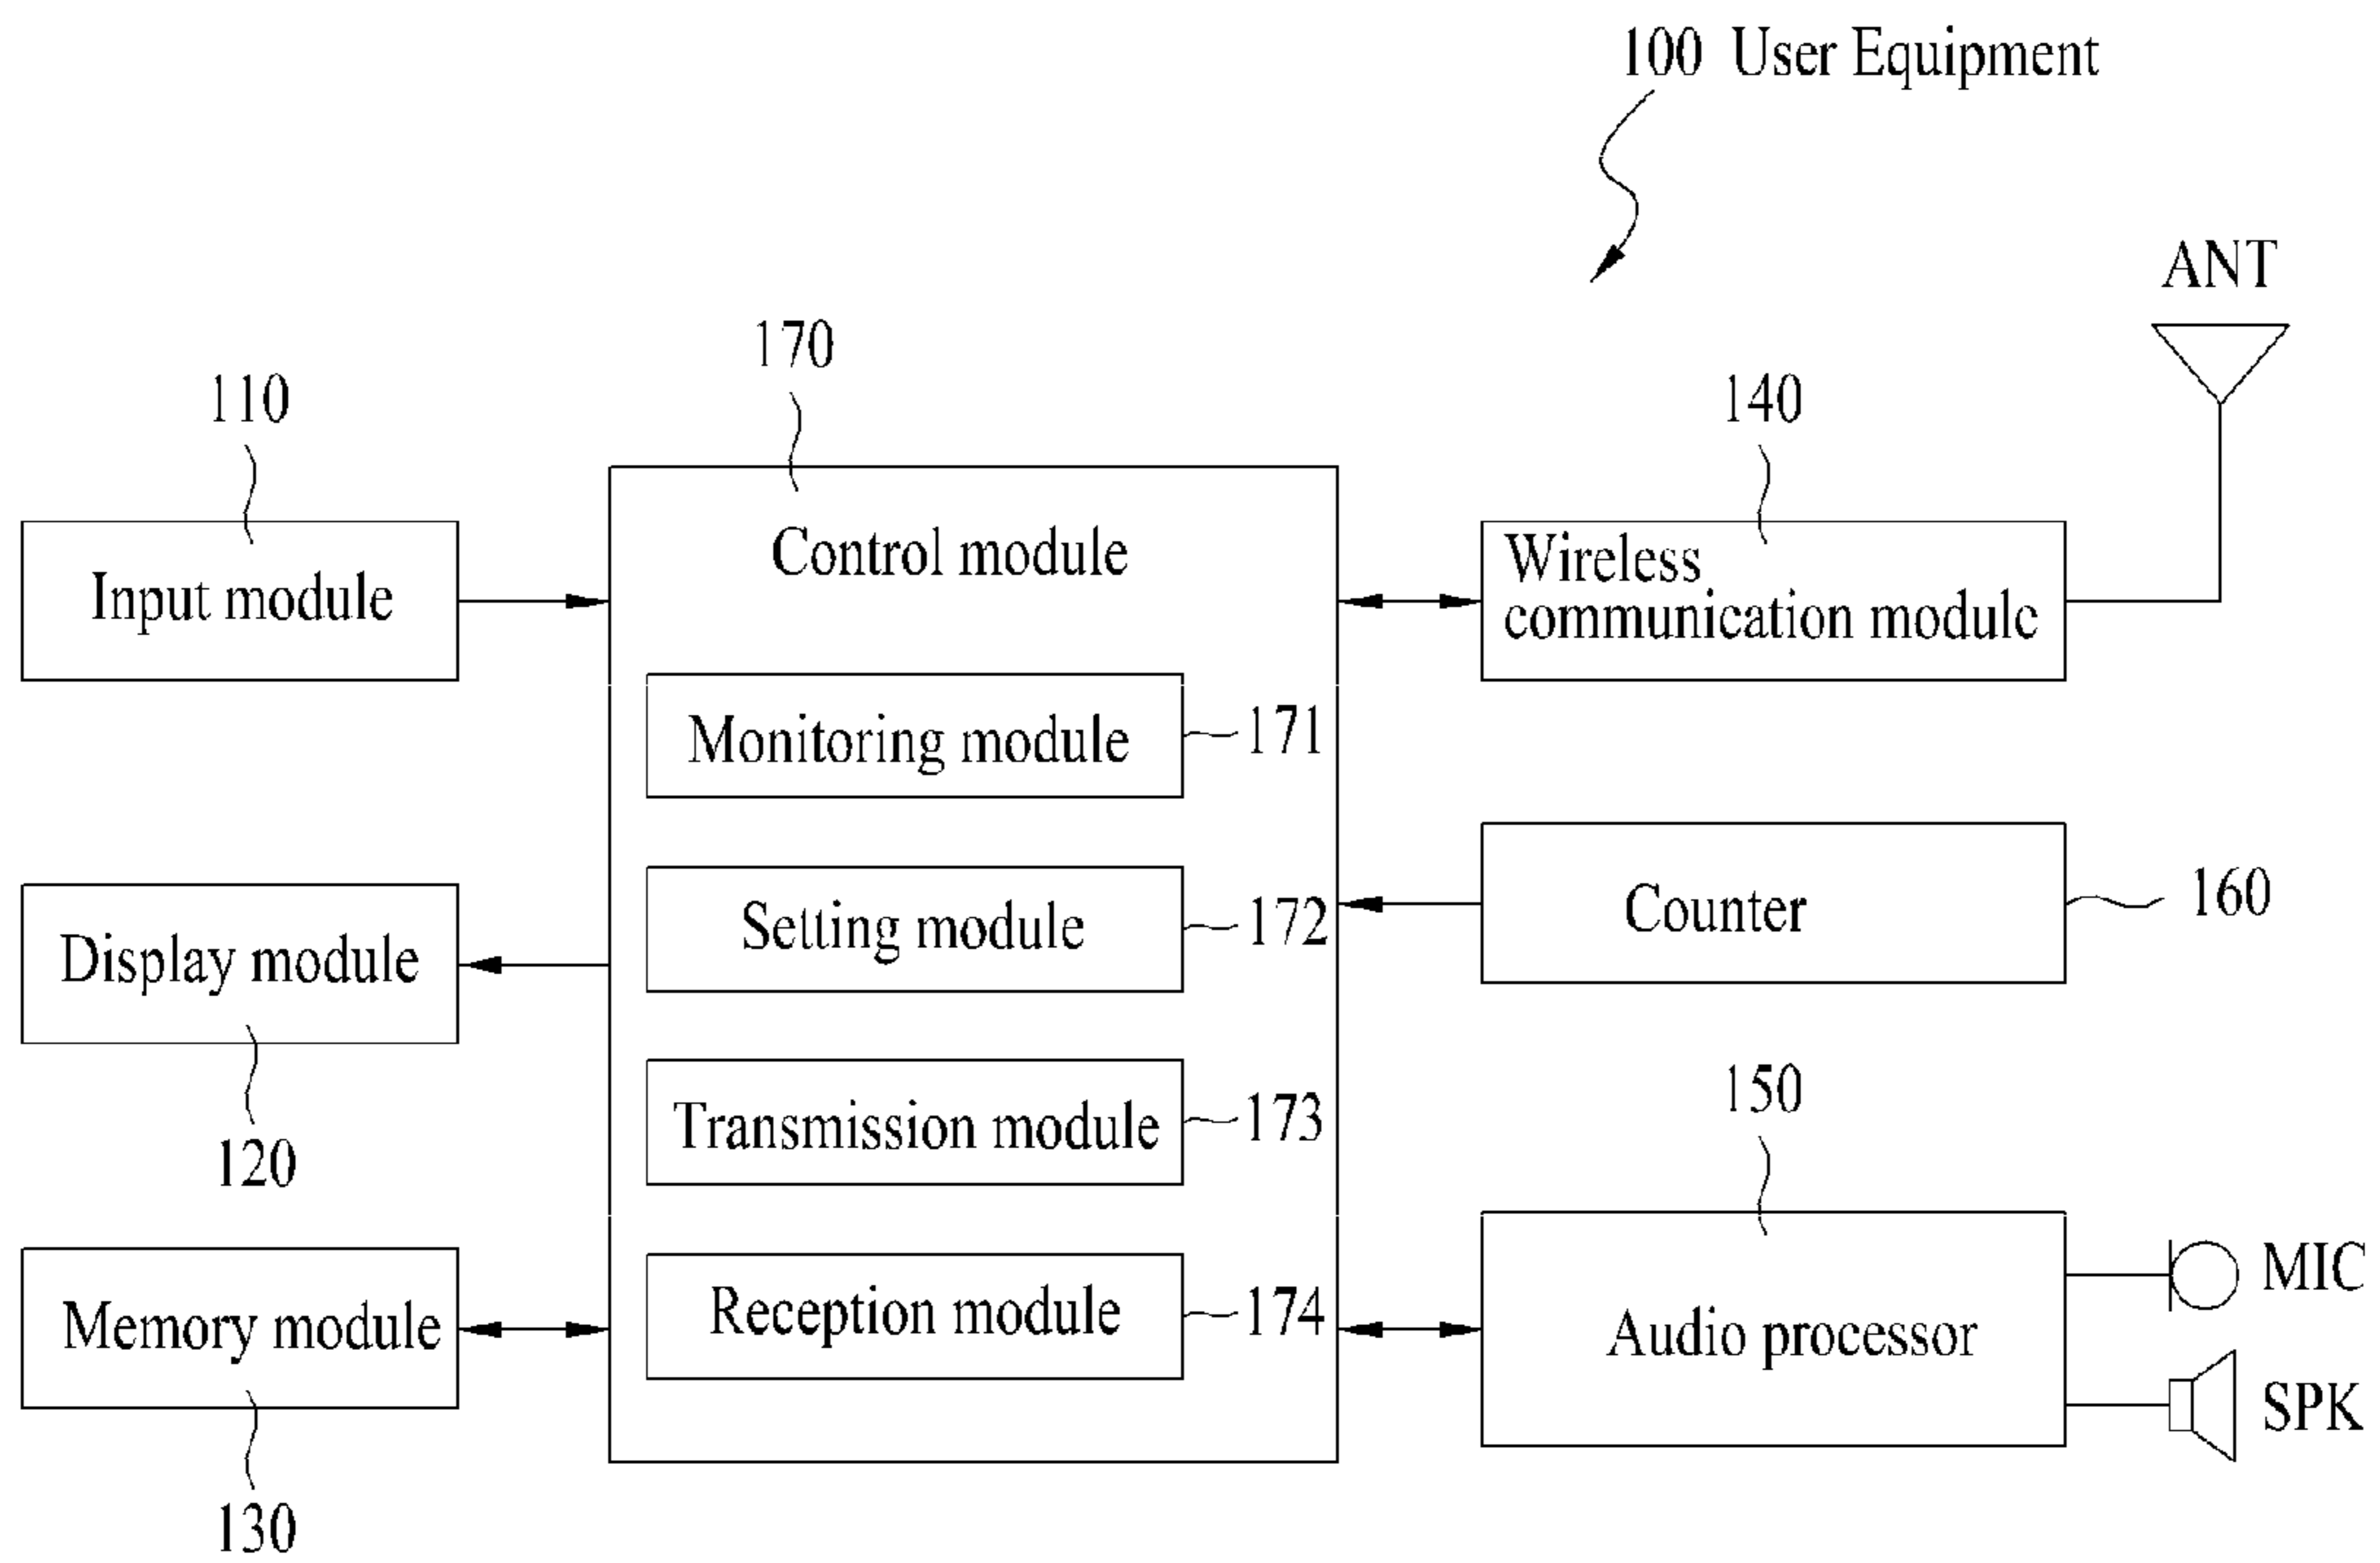 100 User Equipment
ANT
170
110
140
Control module
Input module
Wireless
communication module
Monitoring module
171
Setting module
172
Counter
160
Display module
120
Transmission module
173
150
Reception module
174
Memory module
130
Audio processor
MIC
SPK